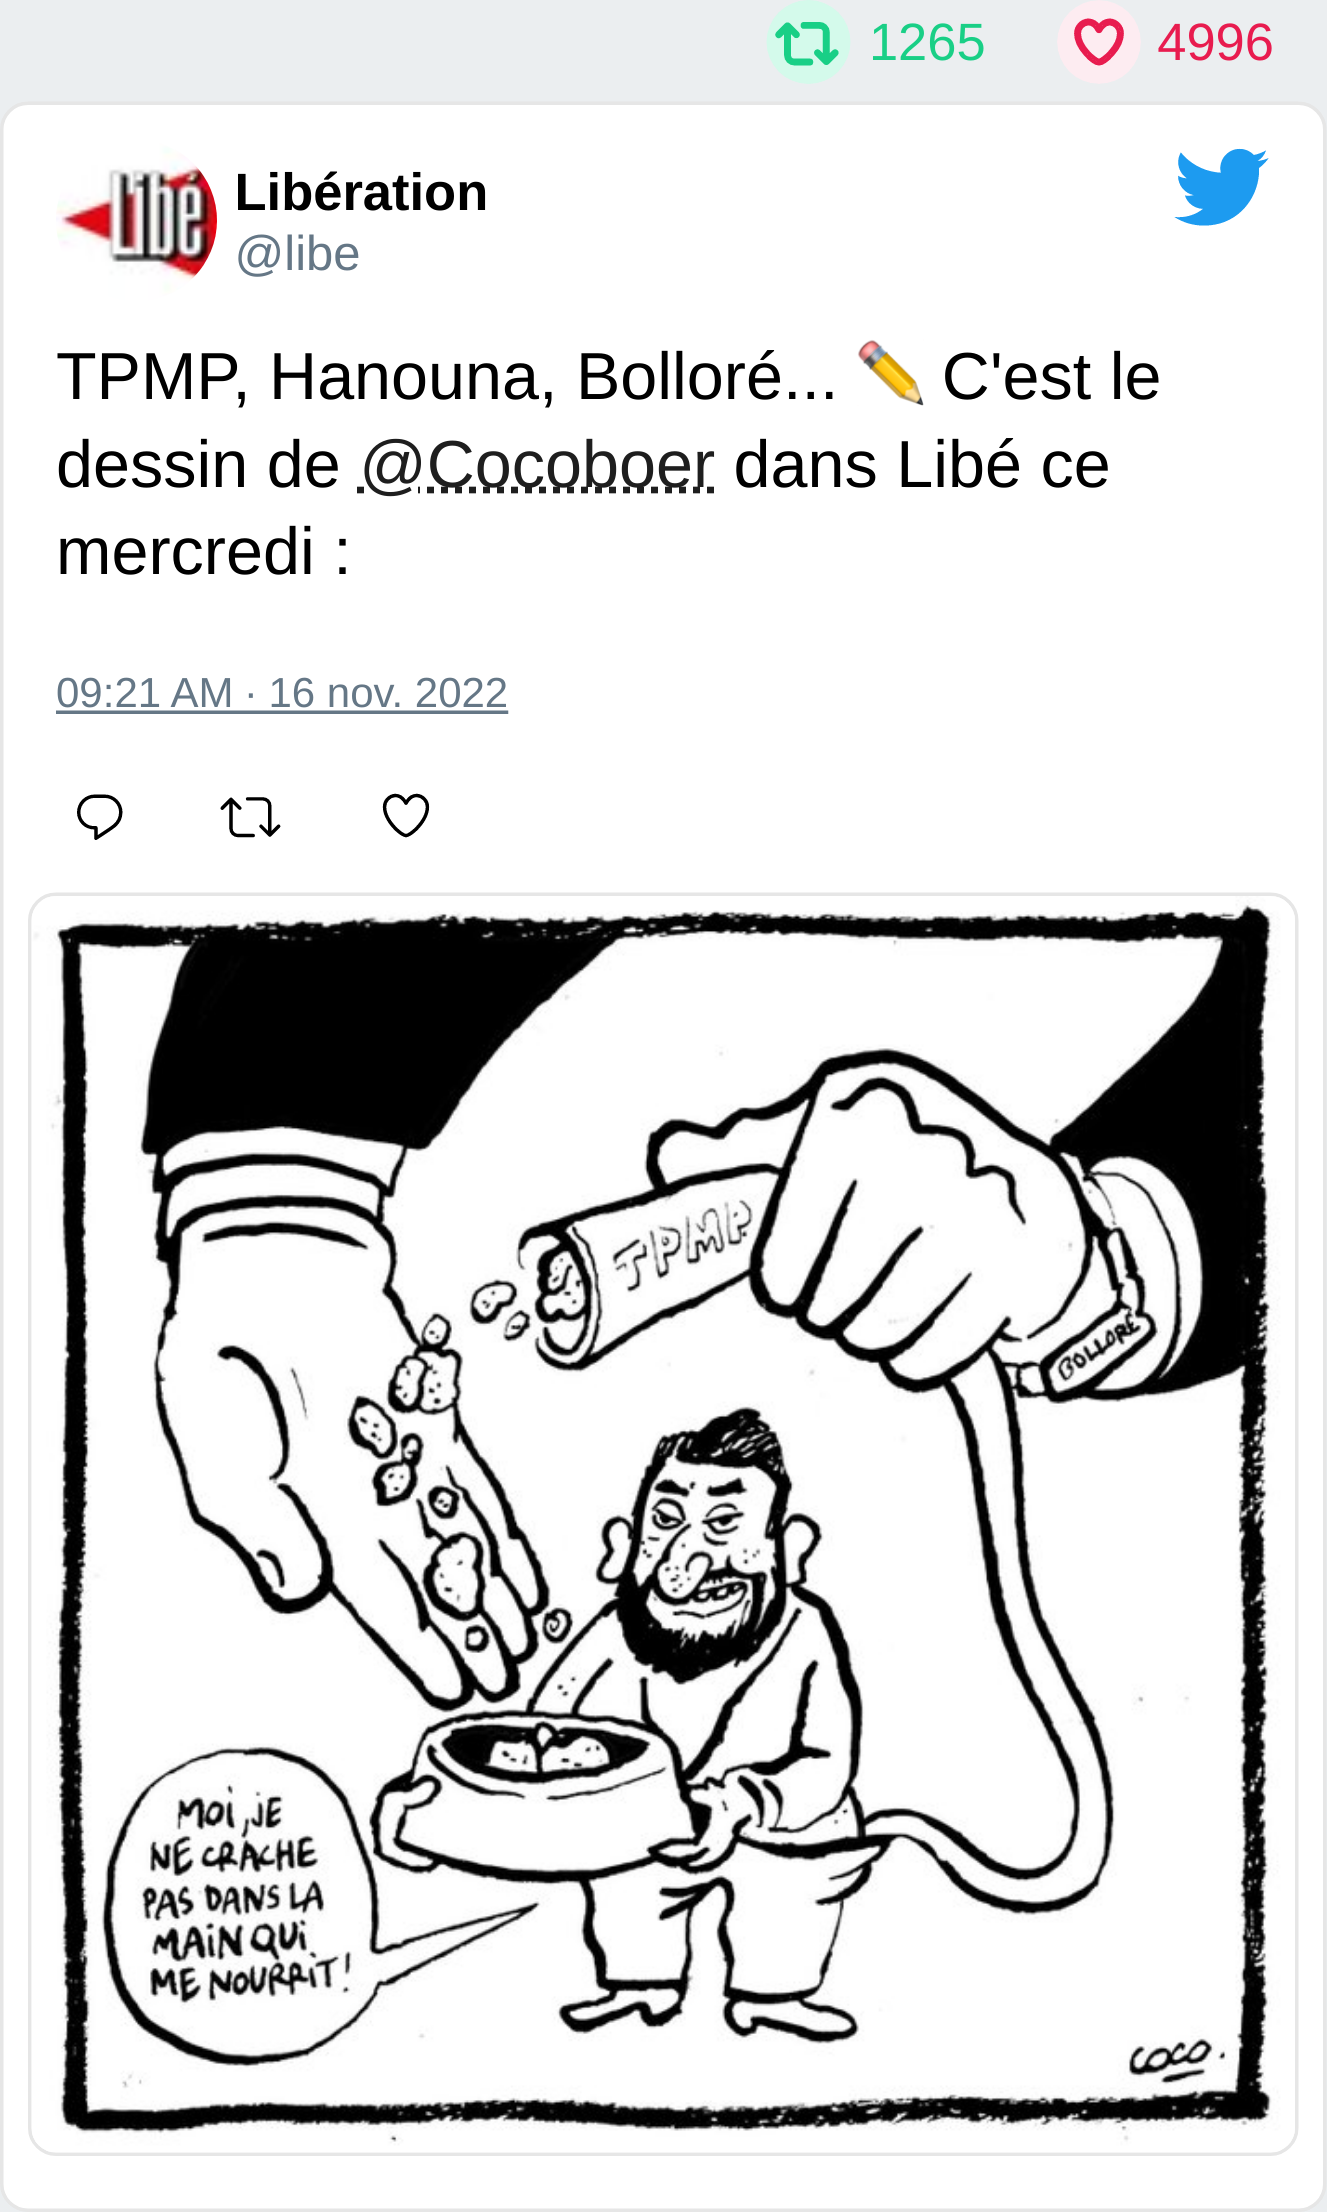 1265 4996
Libé
Libération
@libe
TPMP, Hanouna, Bolloré... ✏️ C'est le
dessin de @Cocoboer dans Libé ce
mercredi :
09:21 AM · 16 nov. 2022
TPMP
BOLLORÉ
MOi, JE
NE CRACHE
PAS DANS LA
MAiN QUi
ME NOURRiT !
COCO.